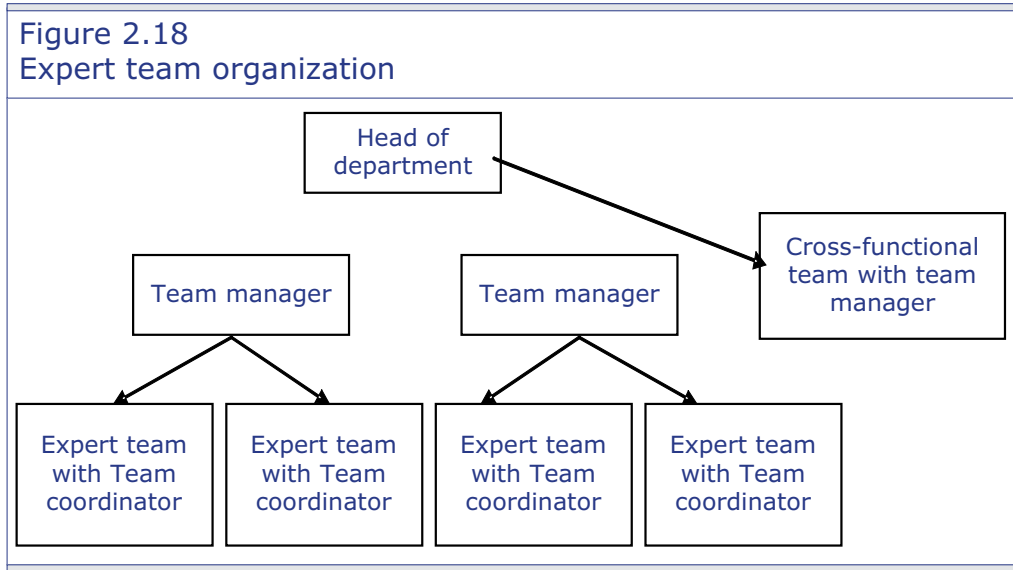 Figure 2.18
Expert team organization
Head of
department
Cross-functional
team with team
manager
Team manager
Team manager
Expert team
with Team
coordinator
Expert team
with Team
coordinator
Expert team
with Team
coordinator
Expert team
with Team
coordinator